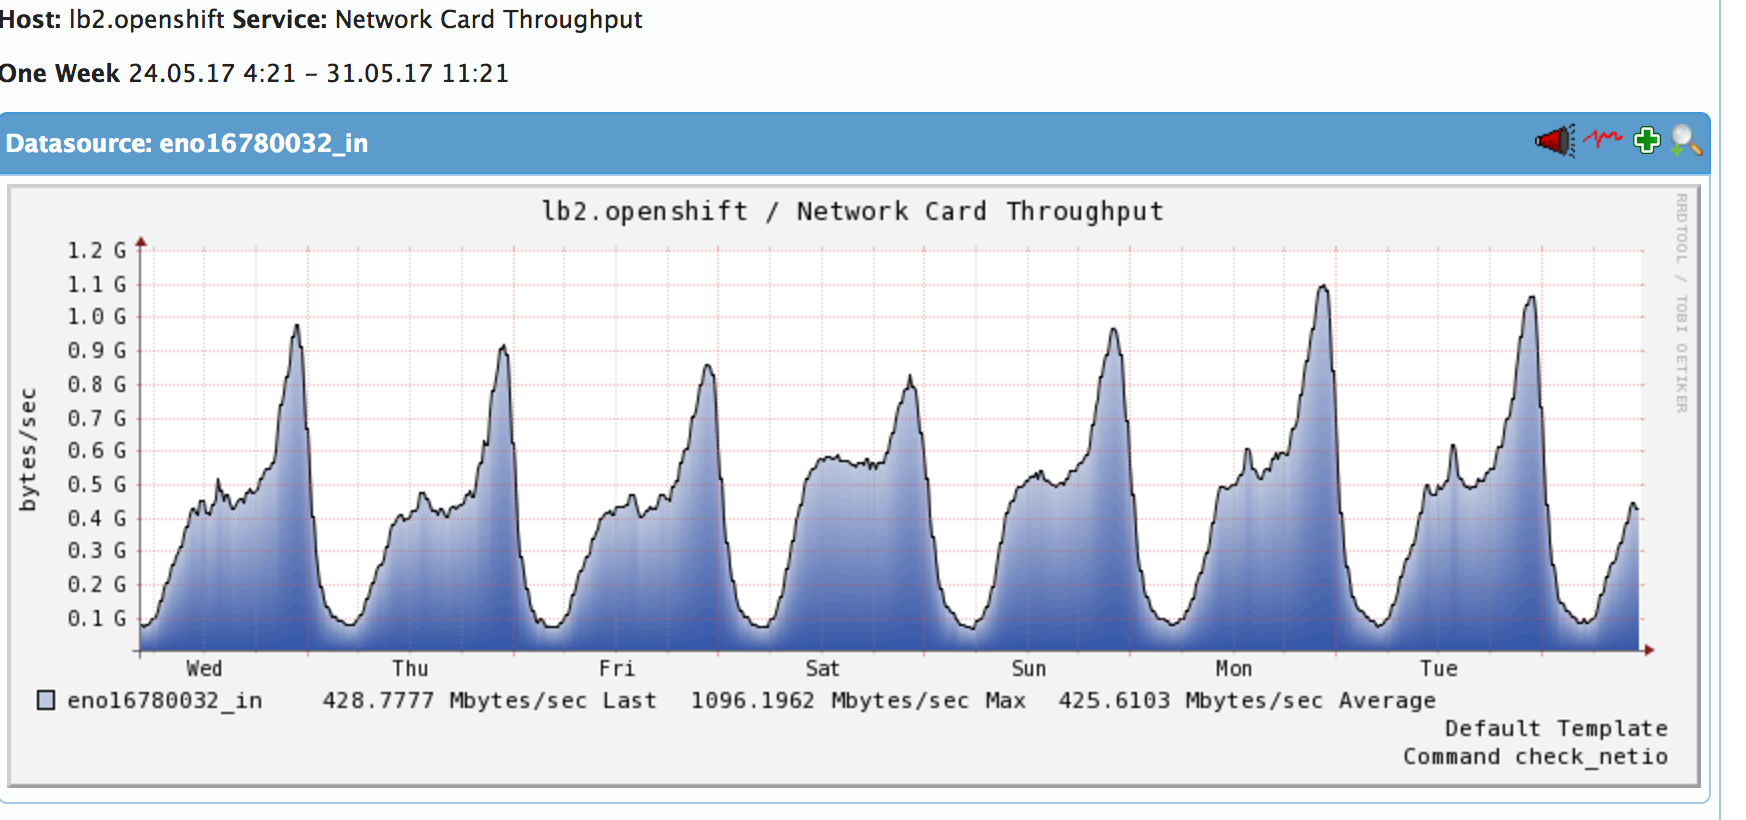 Host: lb2.openshift Service: Network Card Throughput
One Week 24.05.17 4:21 – 31.05.17 11:21
Datasource: eno16780032_in
lb2.openshift / Network Card Throughput
RRDTOOL / TOBI OETIKER
bytes/sec
1.2 G
1.1 G
1.0 G
0.9 G
0.8 G
0.7 G
0.6 G
0.5 G
0.4 G
0.3 G
0.2 G
0.1 G
Wed Thu Fri Sat Sun Mon Tue
eno16780032_in 428.7777 Mbytes/sec Last 1096.1962 Mbytes/sec Max 425.6103 Mbytes/sec Average
Default Template
Command check_netio